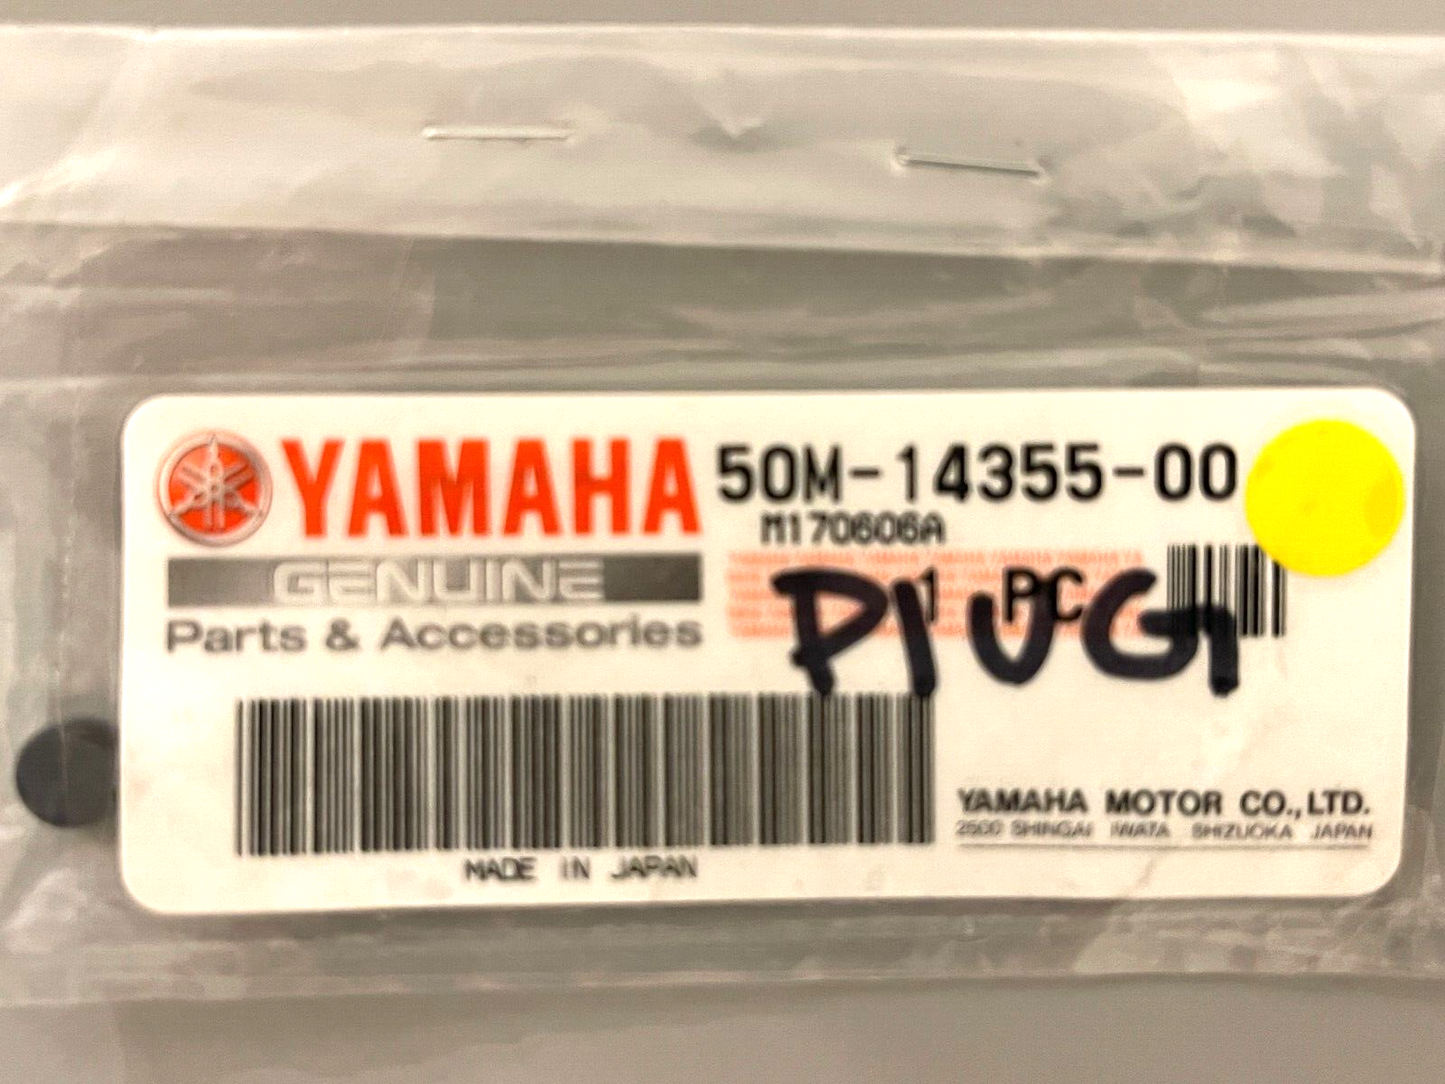 YAMAHA 50M-14355-00
M170606A
GENUINE
1 PC
PlUG
Parts & Accessories
YAMAHA MOTOR CO.,LTD.
2500 SHINGAI IWATA SHIZUOKA JAPAN
MADE IN JAPAN